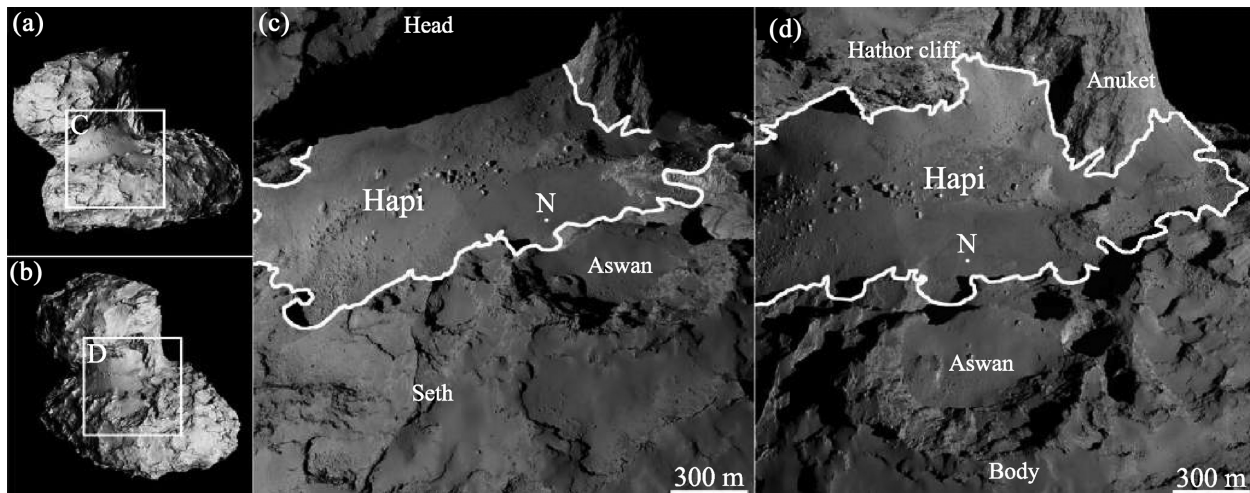 (a)
C
(b)
D
(c)
Head
Hapi
N
Aswan
Seth
300 m
(d)
Hathor cliff
Anuket
Hapi
N
Aswan
Body
300 m